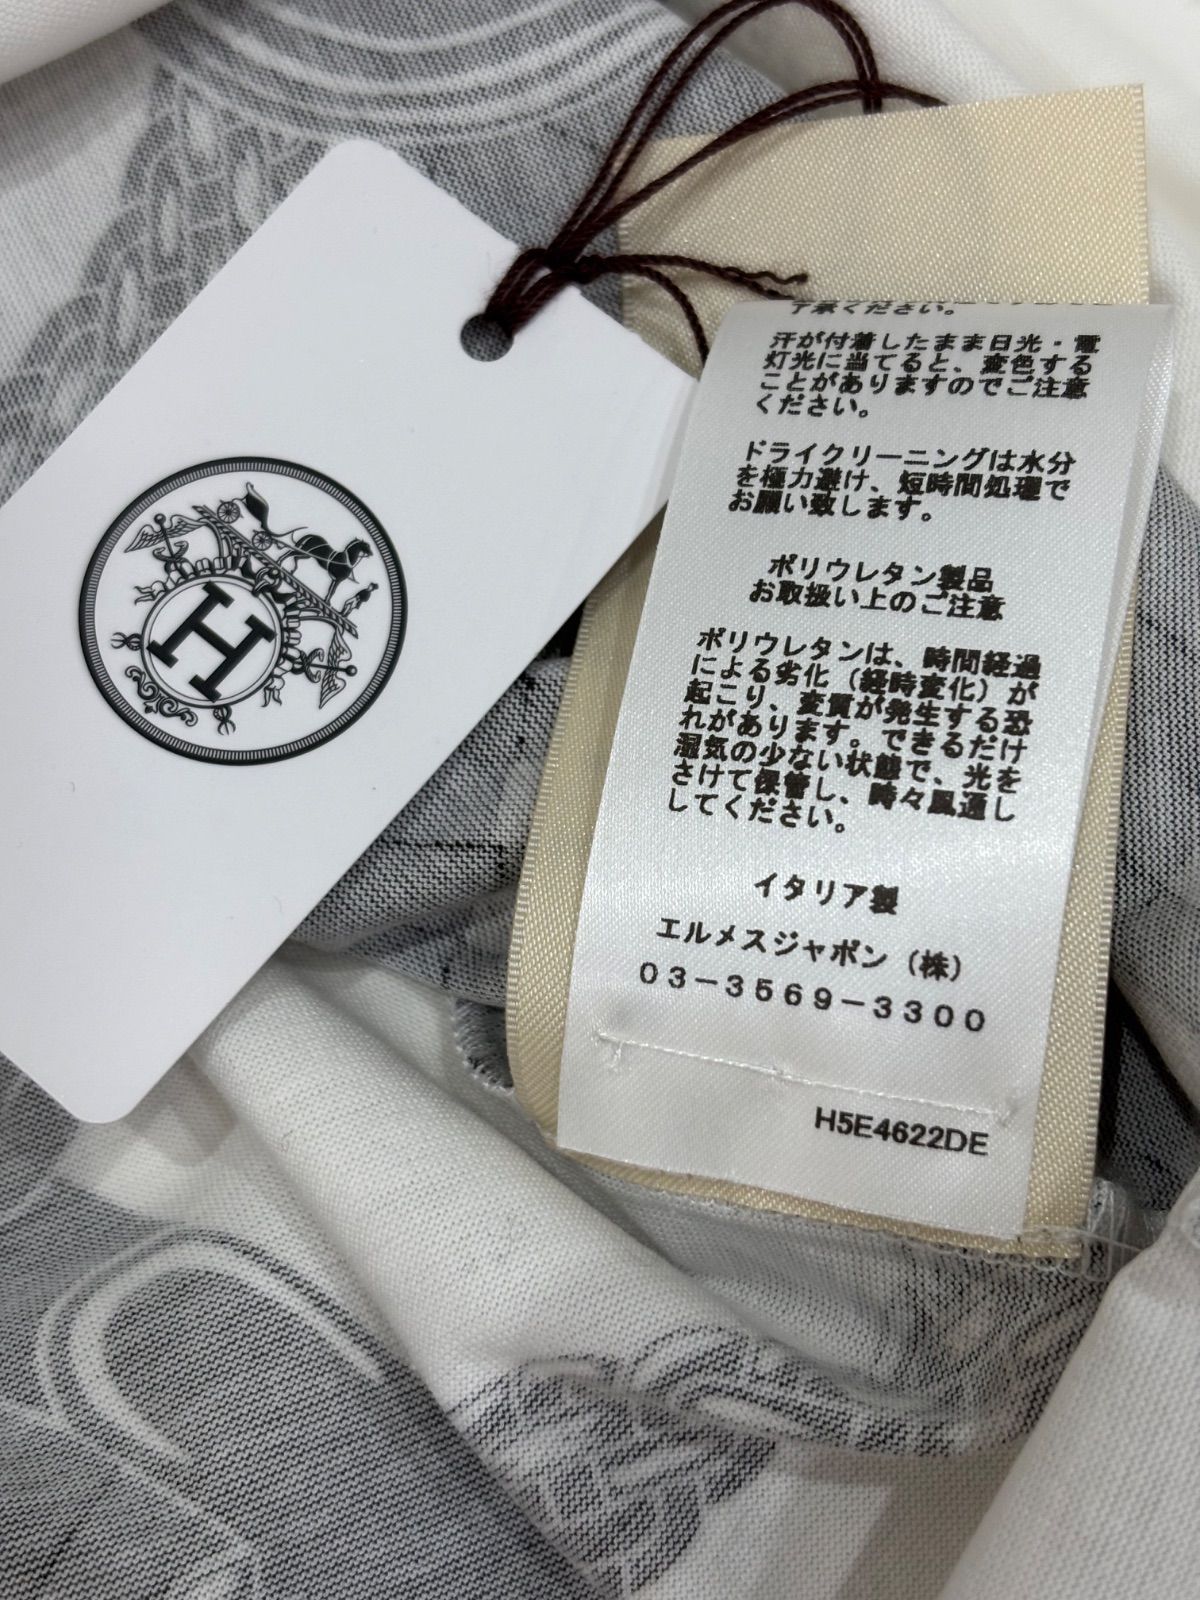 H
了承ください。
汗が付着したまま日光・電
灯光に当てると、変色する
ことがありますのでご注意
ください。
ドライクリーニングは水分
を極力避け、短時間処理で
お願い致します。
ポリウレタン製品
お取扱い上のご注意
ポリウレタンは、時間経過
による劣化（経時変化）が
起こり、変質が発生する恐
れがあります。できるだけ
湿気の少ない状態で、光を
さけて保管し、時々風通し
してください。
イタリア製
エルメスジャポン（株）
03-3569-3300
H5E4622DE